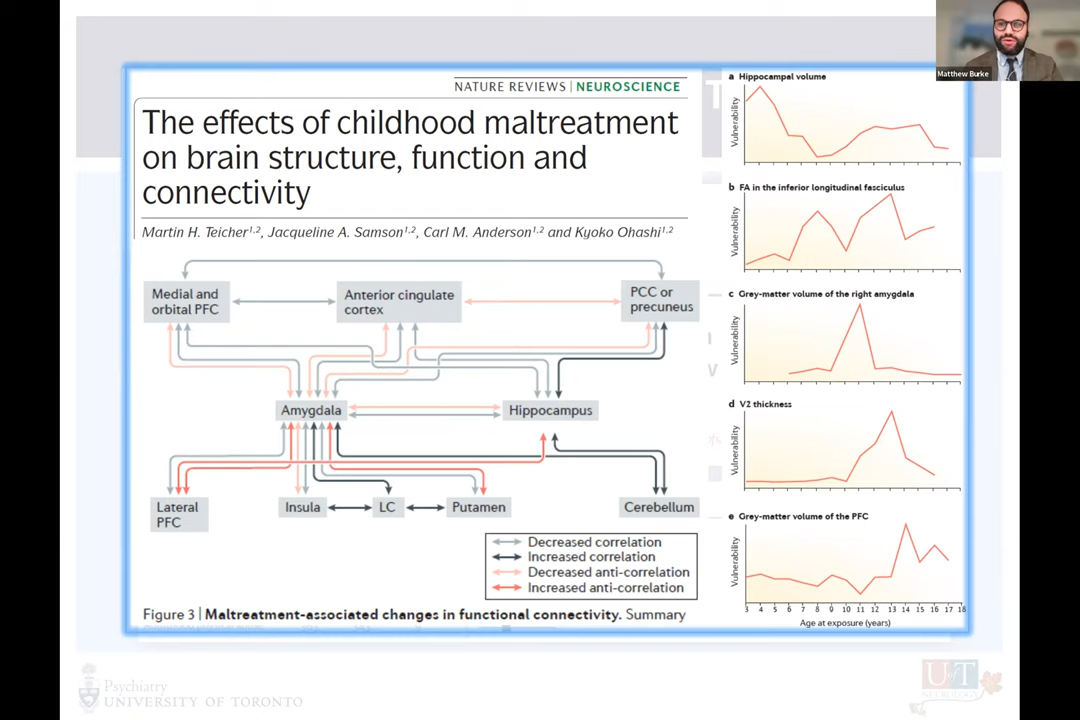 Matthew Burke
NATURE REVIEWS | NEUROSCIENCE
The effects of childhood maltreatment
on brain structure, function and
connectivity
Martin H. Teicher1,2, Jacqueline A. Samson1,2, Carl M. Anderson1,2 and Kyoko Ohashi1,2
Medial and
orbital PFC
Anterior cingulate
cortex
PCC or
precuneus
Amygdala
Hippocampus
Lateral
PFC
Insula
LC
Putamen
Cerebellum
Decreased correlation
Increased correlation
Decreased anti-correlation
Increased anti-correlation
Figure 3 | Maltreatment-associated changes in functional connectivity. Summary
a Hippocampal volume
Vulnerability
b FA in the inferior longitudinal fasciculus
Vulnerability
c Grey-matter volume of the right amygdala
Vulnerability
d V2 thickness
Vulnerability
e Grey-matter volume of the PFC
Vulnerability
3 4 5 6 7 8 9 10 11 12 13 14 15 16 17 18
Age at exposure (years)
Psychiatry
UNIVERSITY OF TORONTO
UofT
NEUROLOGY